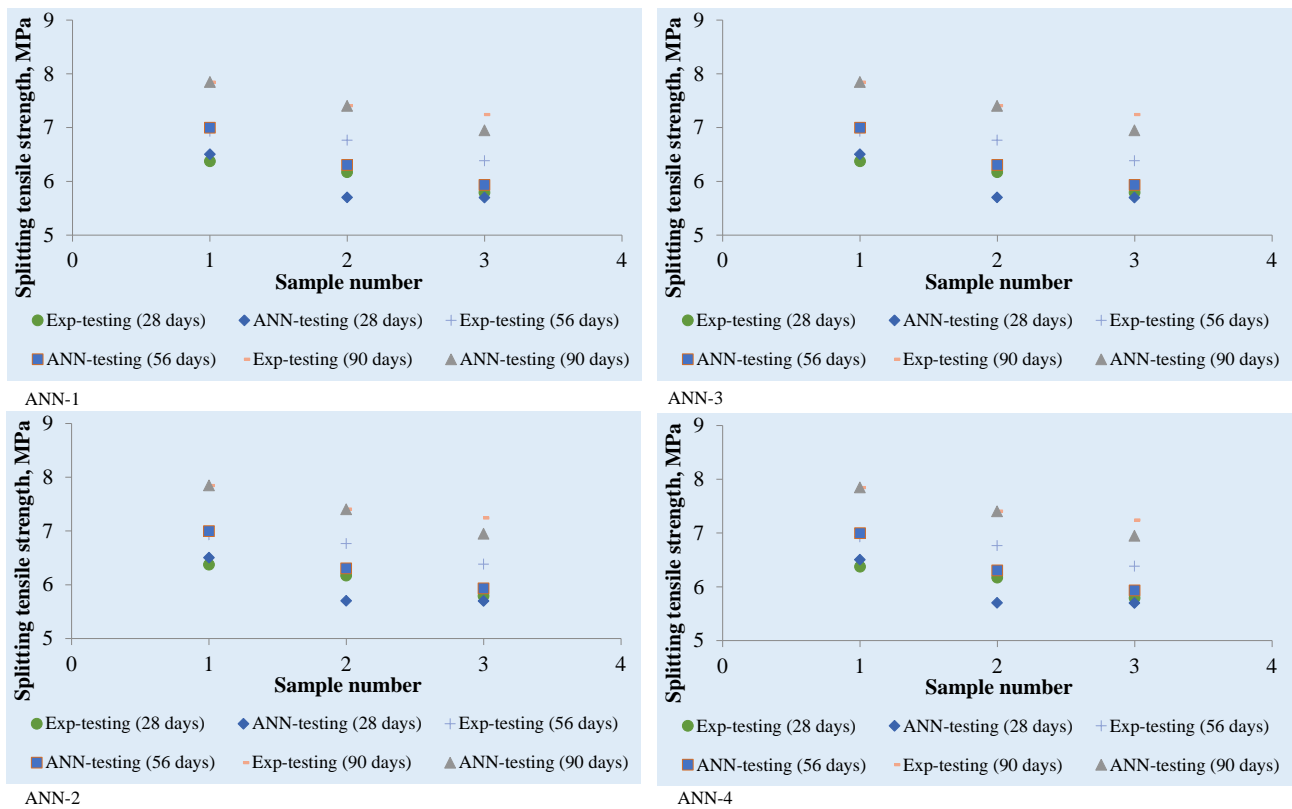 Splitting tensile strength, MPa
9
8
7
6
5
0 1 2 3 4
Sample number
Exp-testing (28 days) ANN-testing (28 days) Exp-testing (56 days)
ANN-testing (56 days) Exp-testing (90 days) ANN-testing (90 days)
ANN-1
Splitting tensile strength, MPa
9
8
7
6
5
0 1 2 3 4
Sample number
Exp-testing (28 days) ANN-testing (28 days) Exp-testing (56 days)
ANN-testing (56 days) Exp-testing (90 days) ANN-testing (90 days)
ANN-3
Splitting tensile strength, MPa
9
8
7
6
5
0 1 2 3 4
Sample number
Exp-testing (28 days) ANN-testing (28 days) Exp-testing (56 days)
ANN-testing (56 days) Exp-testing (90 days) ANN-testing (90 days)
ANN-2
Splitting tensile strength, MPa
9
8
7
6
5
0 1 2 3 4
Sample number
Exp-testing (28 days) ANN-testing (28 days) Exp-testing (56 days)
ANN-testing (56 days) Exp-testing (90 days) ANN-testing (90 days)
ANN-4